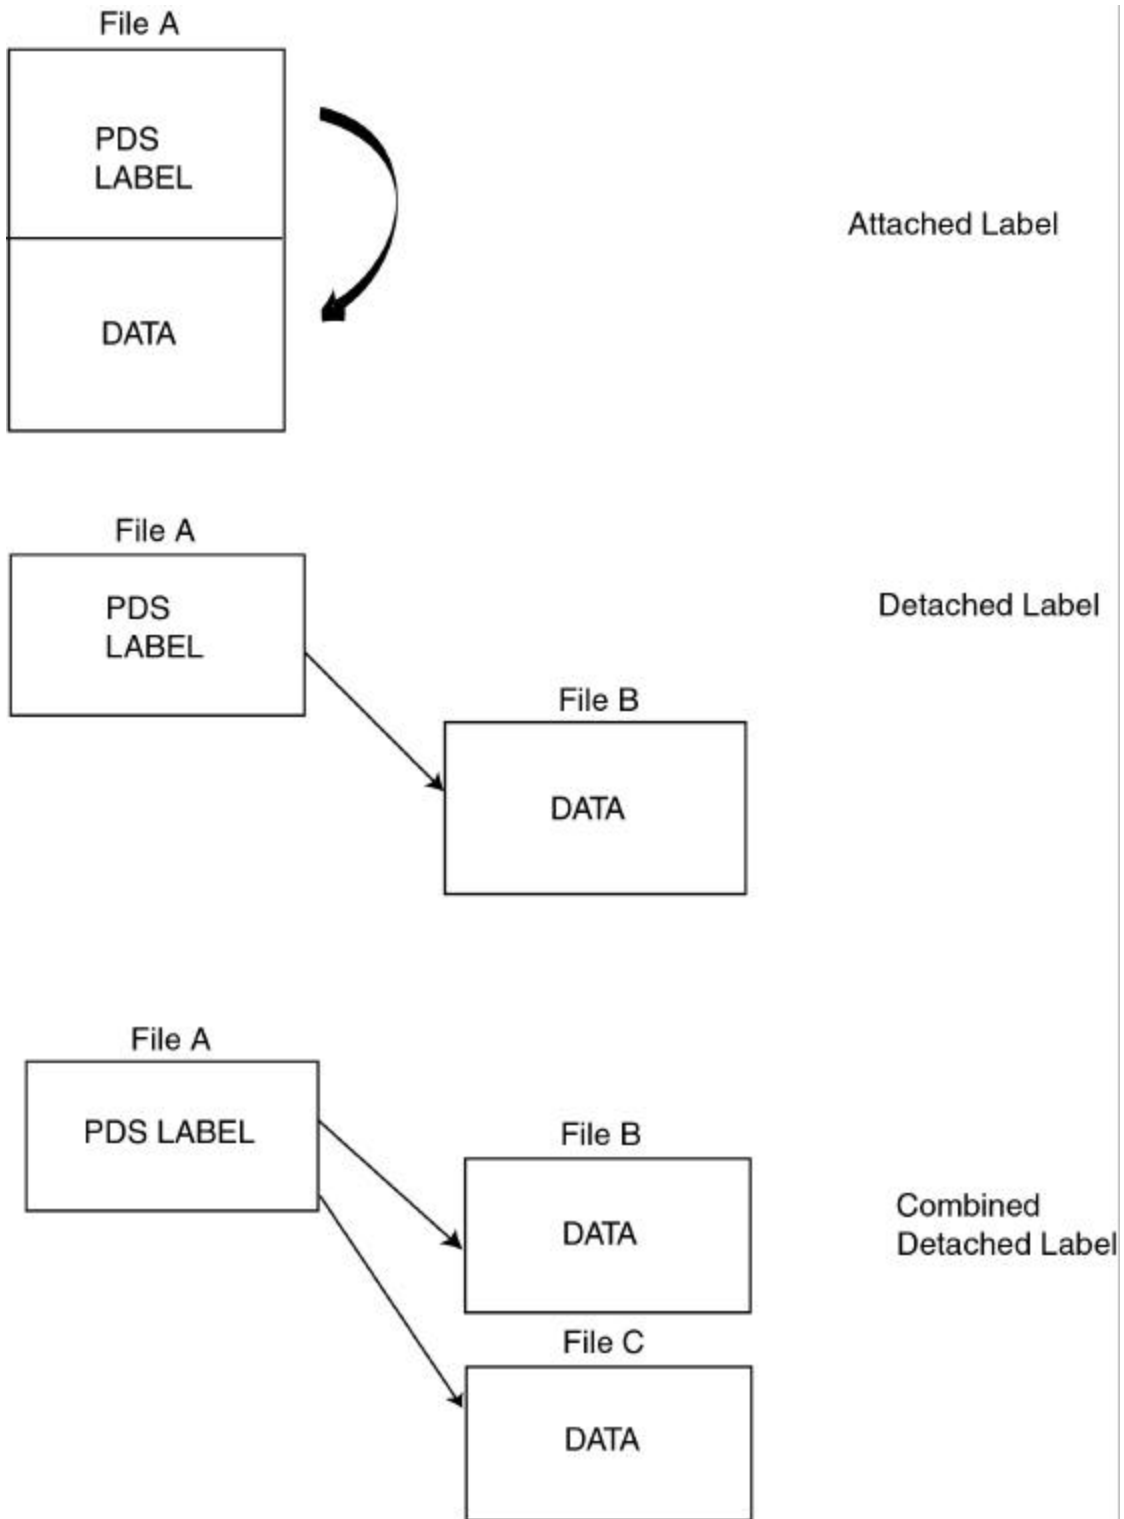 File A
PDS
LABEL
DATA
Attached Label
File A
PDS
LABEL
Detached Label
File B
DATA
File A
PDS LABEL
File B
DATA
Combined
Detached Label
File C
DATA